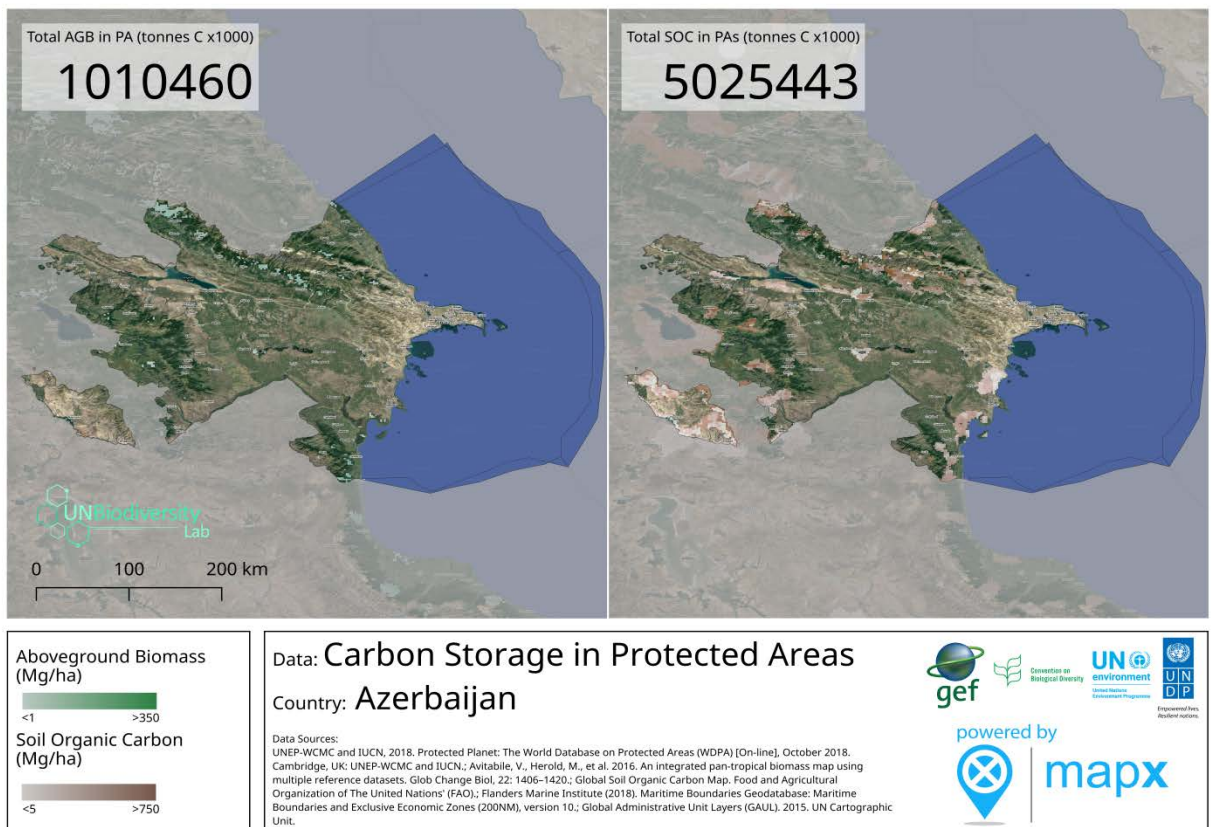 Total AGB in PA (tonnes C x1000)
1010460
Total SOC in PAs (tonnes C x1000)
5025443
UNBiodiversity
Lab
0 100 200 km
Aboveground Biomass
(Mg/ha)
<1 >350
Soil Organic Carbon
(Mg/ha)
<5 >750
Data: Carbon Storage in Protected Areas
Country: Azerbaijan
Data Sources:
UNEP-WCMC and IUCN, 2018. Protected Planet: The World Database on Protected Areas (WDPA) [On-line], October 2018.
Cambridge, UK: UNEP-WCMC and IUCN.; Avitabile, V., Herold, M., et al. 2016. An integrated pan-tropical biomass map using
multiple reference datasets. Glob Change Biol, 22: 1406–1420.; Global Soil Organic Carbon Map. Food and Agricultural
Organization of The United Nations' (FAO).; Flanders Marine Institute (2018). Maritime Boundaries Geodatabase: Maritime
Boundaries and Exclusive Economic Zones (200NM), version 10.; Global Administrative Unit Layers (GAUL). 2015. UN Cartographic
Unit.
gef
Convention on
Biological Diversity
UN
environment
United Nations
Environment Programme
U N
D P
Empowered lives.
Resilient nations.
powered by
mapx